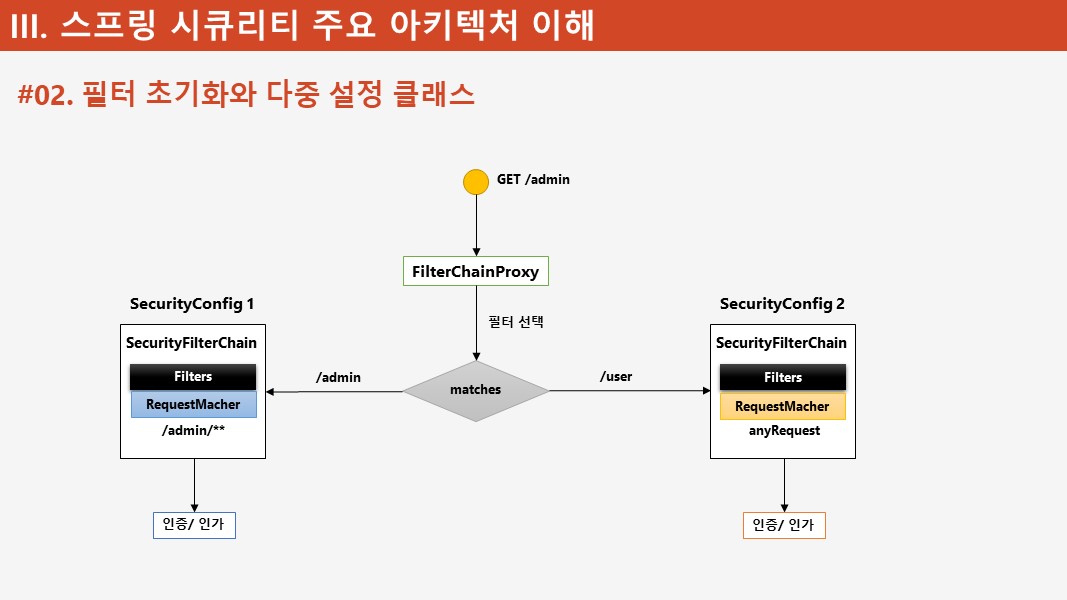 III. 스프링 시큐리티 주요 아키텍처 이해
#02. 필터 초기화와 다중 설정 클래스
GET /admin
FilterChainProxy
필터 선택
SecurityConfig 1
SecurityFilterChain
Filters
RequestMacher
/admin/**
인증/ 인가
/admin
matches
/user
SecurityConfig 2
SecurityFilterChain
Filters
RequestMacher
anyRequest
인증/ 인가